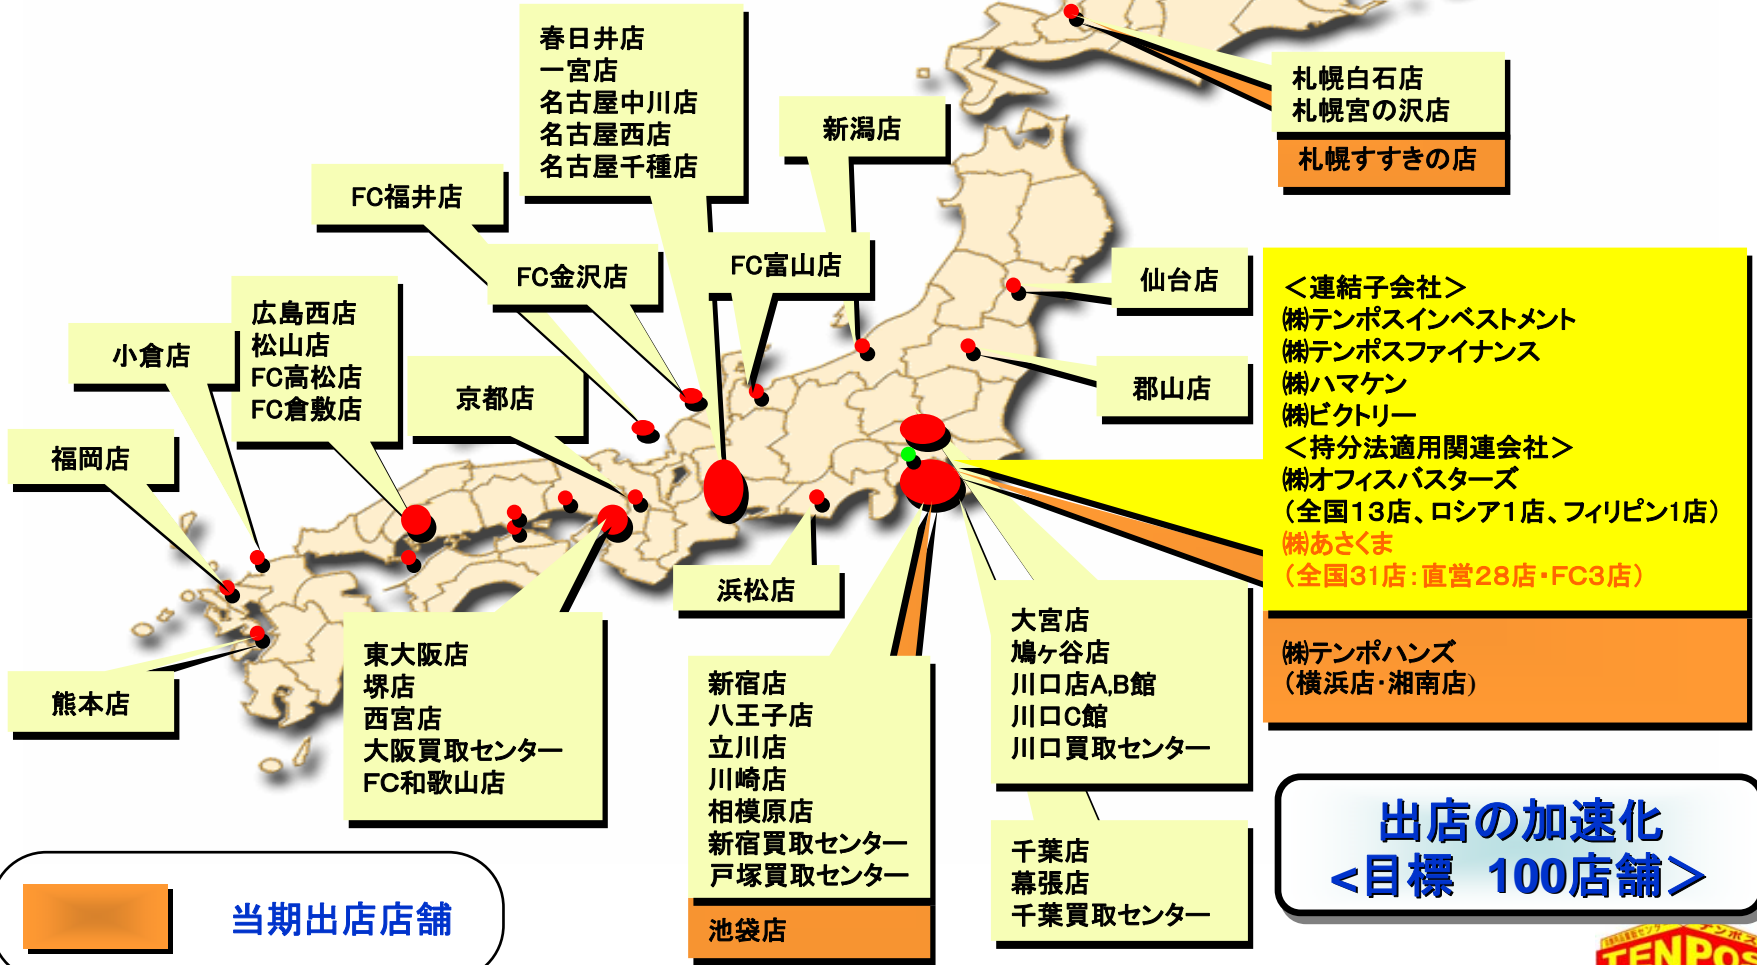 春日井店
一宮店
名古屋中川店
名古屋西店
名古屋千種店
新潟店
札幌白石店
札幌宮の沢店
札幌すすきの店
FC福井店
FC金沢店
FC富山店
仙台店
郡山店
広島西店
松山店
FC高松店
FC倉敷店
小倉店
京都店
福岡店
熊本店
浜松店
東大阪店
堺店
西宮店
大阪買取センター
FC和歌山店
新宿店
八王子店
立川店
川崎店
相模原店
新宿買取センター
戸塚買取センター
池袋店
大宮店
鳩ヶ谷店
川口店A,B館
川口C館
川口買取センター
千葉店
幕張店
千葉買取センター
＜連結子会社＞
㈱テンポスインベストメント
㈱テンポスファイナンス
㈱ハマケン
㈱ビクトリー
＜持分法適用関連会社＞
㈱オフィスバスターズ
（全国13店、ロシア1店、フィリピン1店）
㈱あさくま
（全国31店：直営28店・FC3店）
㈱テンポハンズ
（横浜店・湘南店）
出店の加速化
<目標　100店舗＞
当期出店店舗
テンポス
TENPOS